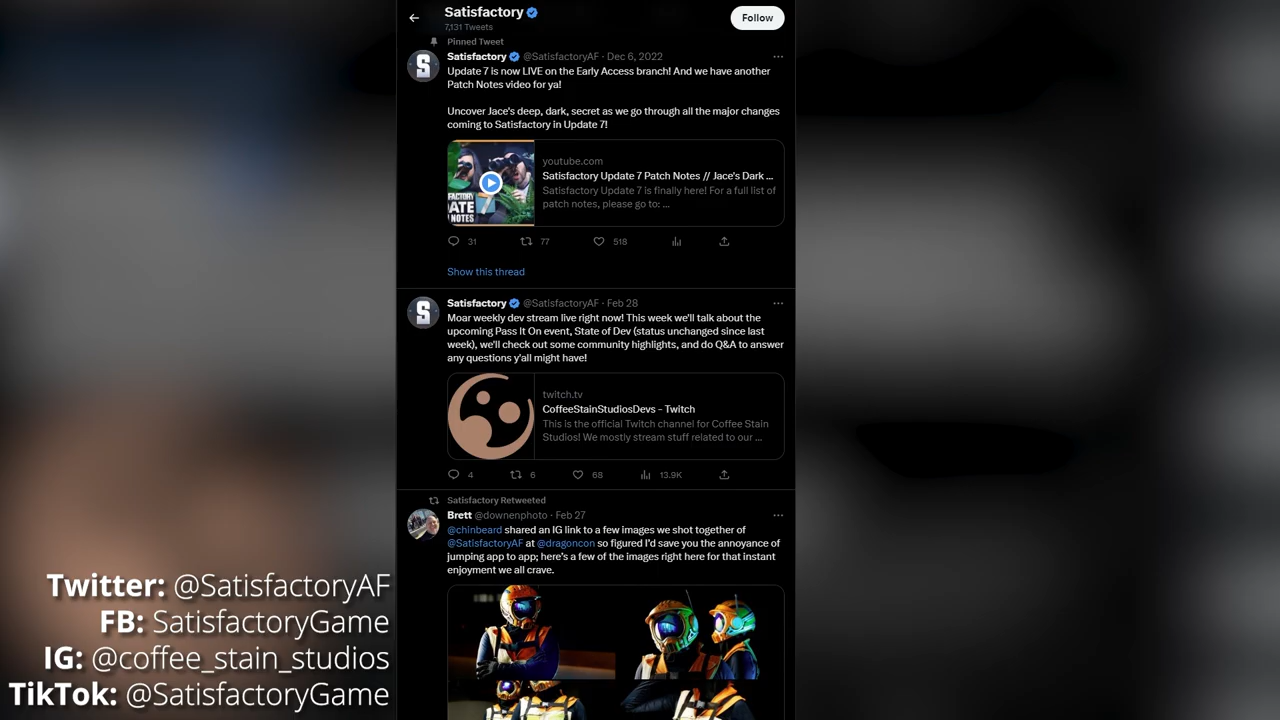 Satisfactory
7,131 Tweets
Follow
Pinned Tweet
Satisfactory @SatisfactoryAF · Dec 6, 2022
Update 7 is now LIVE on the Early Access branch! And we have another
Patch Notes video for ya!
Uncover Jace's deep, dark, secret as we go through all the major changes
coming to Satisfactory in Update 7!
youtube.com
Satisfactory Update 7 Patch Notes // Jace's Dark ...
Satisfactory Update 7 is finally here! For a full list of
patch notes, please go to: ...
31 77 518
Show this thread
Satisfactory @SatisfactoryAF · Feb 28
Moar weekly dev stream live right now! This week we'll talk about the
upcoming Pass It On event, State of Dev (status unchanged since last
week), we'll check out some community highlights, and do Q&A to answer
any questions y'all might have!
twitch.tv
CoffeeStainStudiosDevs - Twitch
This is the official Twitch channel for Coffee Stain
Studios! We mostly stream stuff related to our ...
4 6 68 13.9K
Satisfactory Retweeted
Brett @downenphoto · Feb 27
@chinbeard shared an IG link to a few images we shot together of
@SatisfactoryAF at @dragoncon so figured I'd save you the annoyance of
jumping app to app; here's a few of the images right here for that instant
enjoyment we all crave.
Twitter: @SatisfactoryAF
FB: SatisfactoryGame
IG: @coffee_stain_studios
TikTok: @SatisfactoryGame